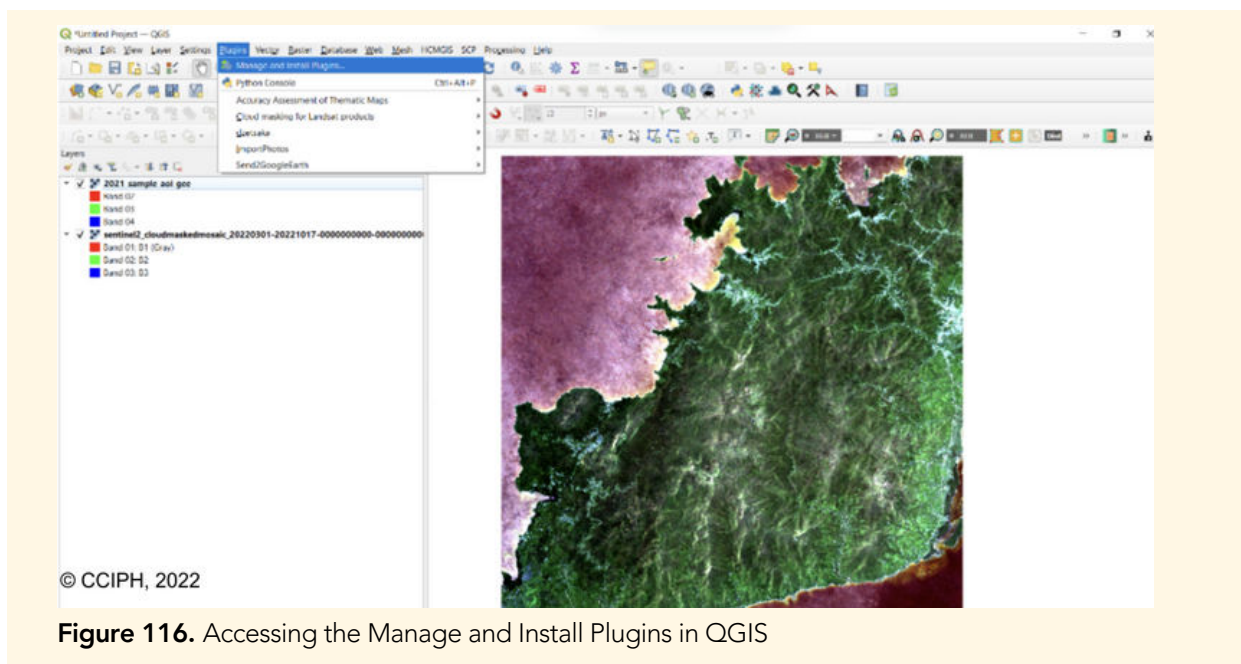 *Untitled Project — QGIS
Project Edit View Layer Settings Plugins Vector Raster Database Web Mesh HCMGIS SCP Processing Help
Manage and Install Plugins...
Python Console Ctrl+Alt+P
Accuracy Assessment of Thematic Maps
Cloud masking for Landsat products
ImportPhotos
Send2GoogleEarth
Layers
2021 sample aoi gee
Band 07
Band 03
Band 04
sentinel2_cloudmaskedmosaic_20220301-20221017-0000000000-000000000
Band 01: B1 (Gray)
Band 02: B2
Band 03: B3
© CCIPH, 2022
Figure 116. Accessing the Manage and Install Plugins in QGIS